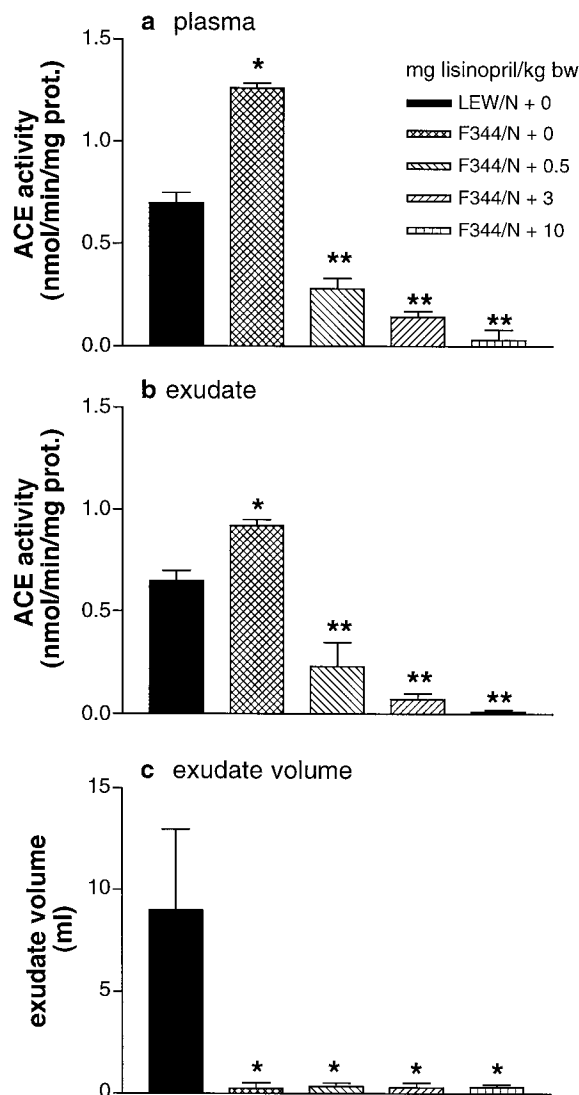 a plasma
1.5
1.0
0.5
0.0
ACE activity
(nmol/min/mg prot.)
*
**
**
**
mg lisinopril/kg bw
LEW/N + 0
F344/N + 0
F344/N + 0.5
F344/N + 3
F344/N + 10
b exudate
1.5
1.0
0.5
0.0
ACE activity
(nmol/min/mg prot.)
*
**
**
**
c exudate volume
15
10
5
0
exudate volume
(ml)
*
*
*
*